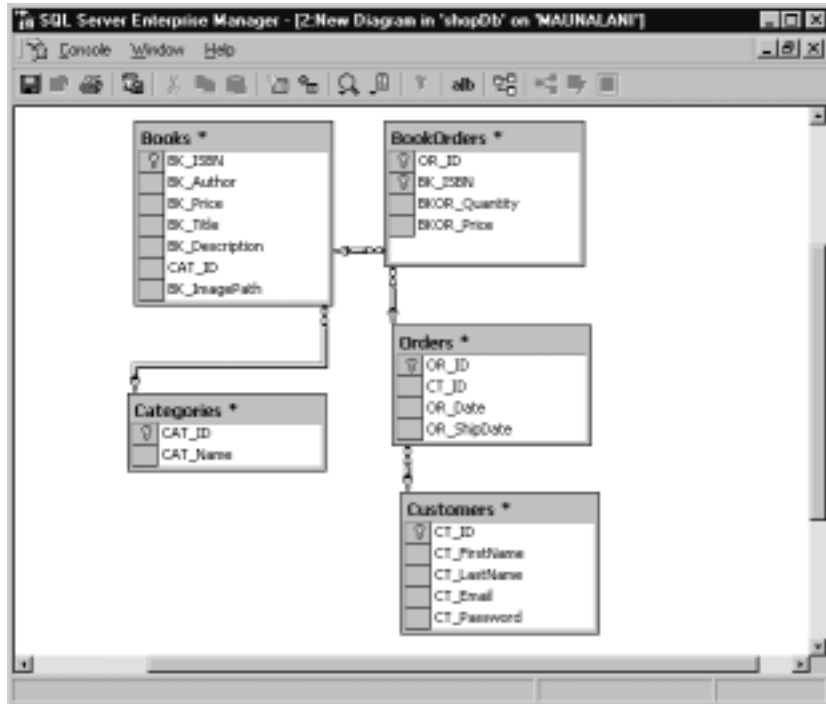 SQL Server Enterprise Manager - [2:New Diagram in 'shopDb' on 'MAUNALANI']
Console Window Help
alb
Books *
BK_ISBN
BK_Author
BK_Price
BK_Title
BK_Description
CAT_ID
BK_ImagePath
BookOrders *
OR_ID
BK_ISBN
BKOR_Quantity
BKOR_Price
Orders *
OR_ID
CT_ID
OR_Date
OR_ShipDate
Categories *
CAT_ID
CAT_Name
Customers *
CT_ID
CT_FirstName
CT_LastName
CT_Email
CT_Password